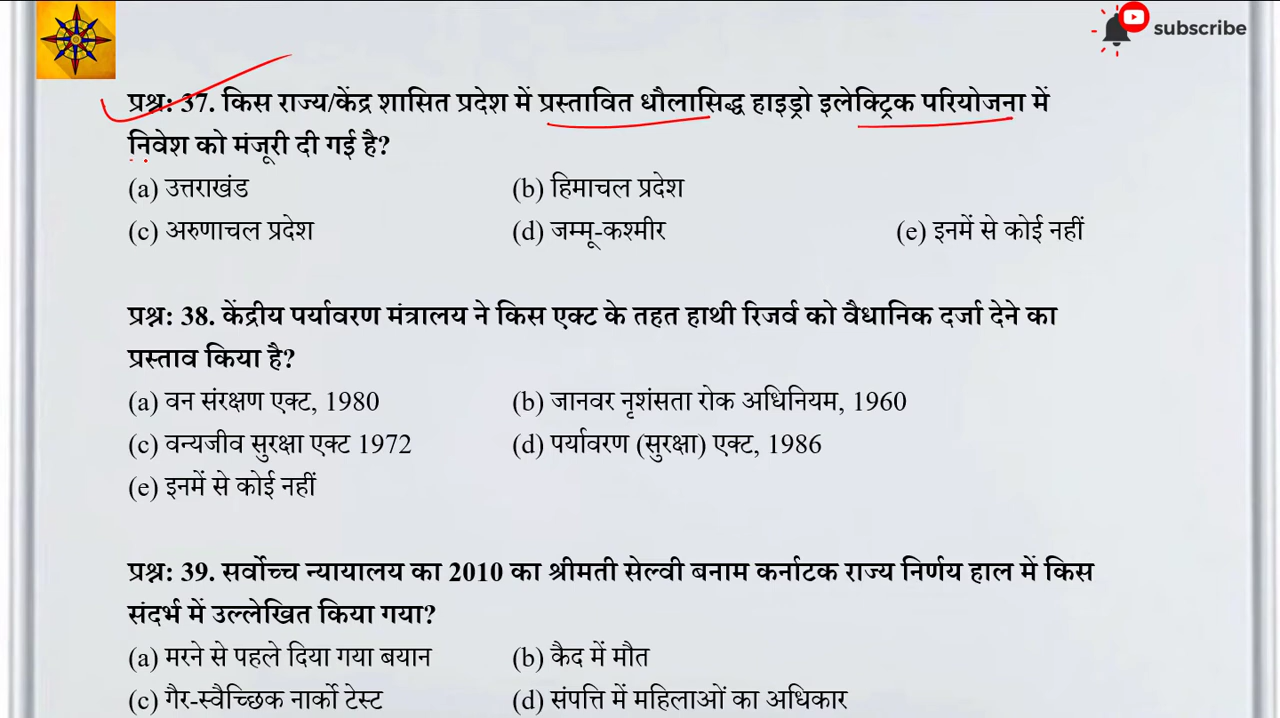 subscribe
प्रश्न: 37. किस राज्य/केंद्र शासित प्रदेश में प्रस्तावित धौलासिद्ध हाइड्रो इलेक्ट्रिक परियोजना में
निवेश को मंजूरी दी गई है?
(a) उत्तराखंड (b) हिमाचल प्रदेश
(c) अरुणाचल प्रदेश (d) जम्मू-कश्मीर (e) इनमें से कोई नहीं
प्रश्न: 38. केंद्रीय पर्यावरण मंत्रालय ने किस एक्ट के तहत हाथी रिजर्व को वैधानिक दर्जा देने का
प्रस्ताव किया है?
(a) वन संरक्षण एक्ट, 1980 (b) जानवर नृशंसता रोक अधिनियम, 1960
(c) वन्यजीव सुरक्षा एक्ट 1972 (d) पर्यावरण (सुरक्षा) एक्ट, 1986
(e) इनमें से कोई नहीं
प्रश्न: 39. सर्वोच्च न्यायालय का 2010 का श्रीमती सेल्वी बनाम कर्नाटक राज्य निर्णय हाल में किस
संदर्भ में उल्लेखित किया गया?
(a) मरने से पहले दिया गया बयान (b) कैद में मौत
(c) गैर-स्वैच्छिक नार्को टेस्ट (d) संपत्ति में महिलाओं का अधिकार